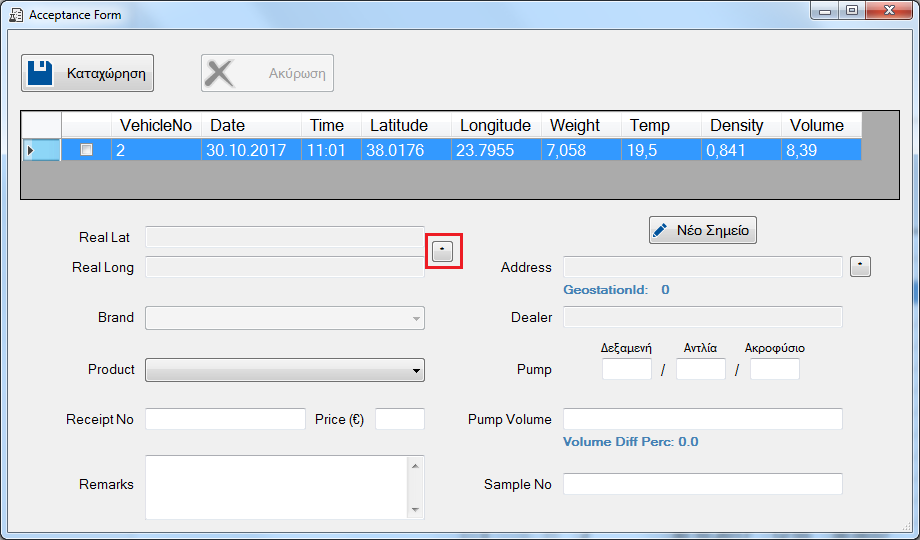 Acceptance Form
Καταχώρηση Ακύρωση
VehicleNo Date Time Latitude Longitude Weight Temp Density Volume
2 30.10.2017 11:01 38.0176 23.7955 7,058 19,5 0,841 8,39
Real Lat
*
Νέο Σημείο
Real Long
Address
*
GeostationId: 0
Brand
Dealer
Δεξαμενή Αντλία Ακροφύσιο
Product
Pump / /
Receipt No Price (€)
Pump Volume
Volume Diff Perc: 0.0
Remarks
Sample No